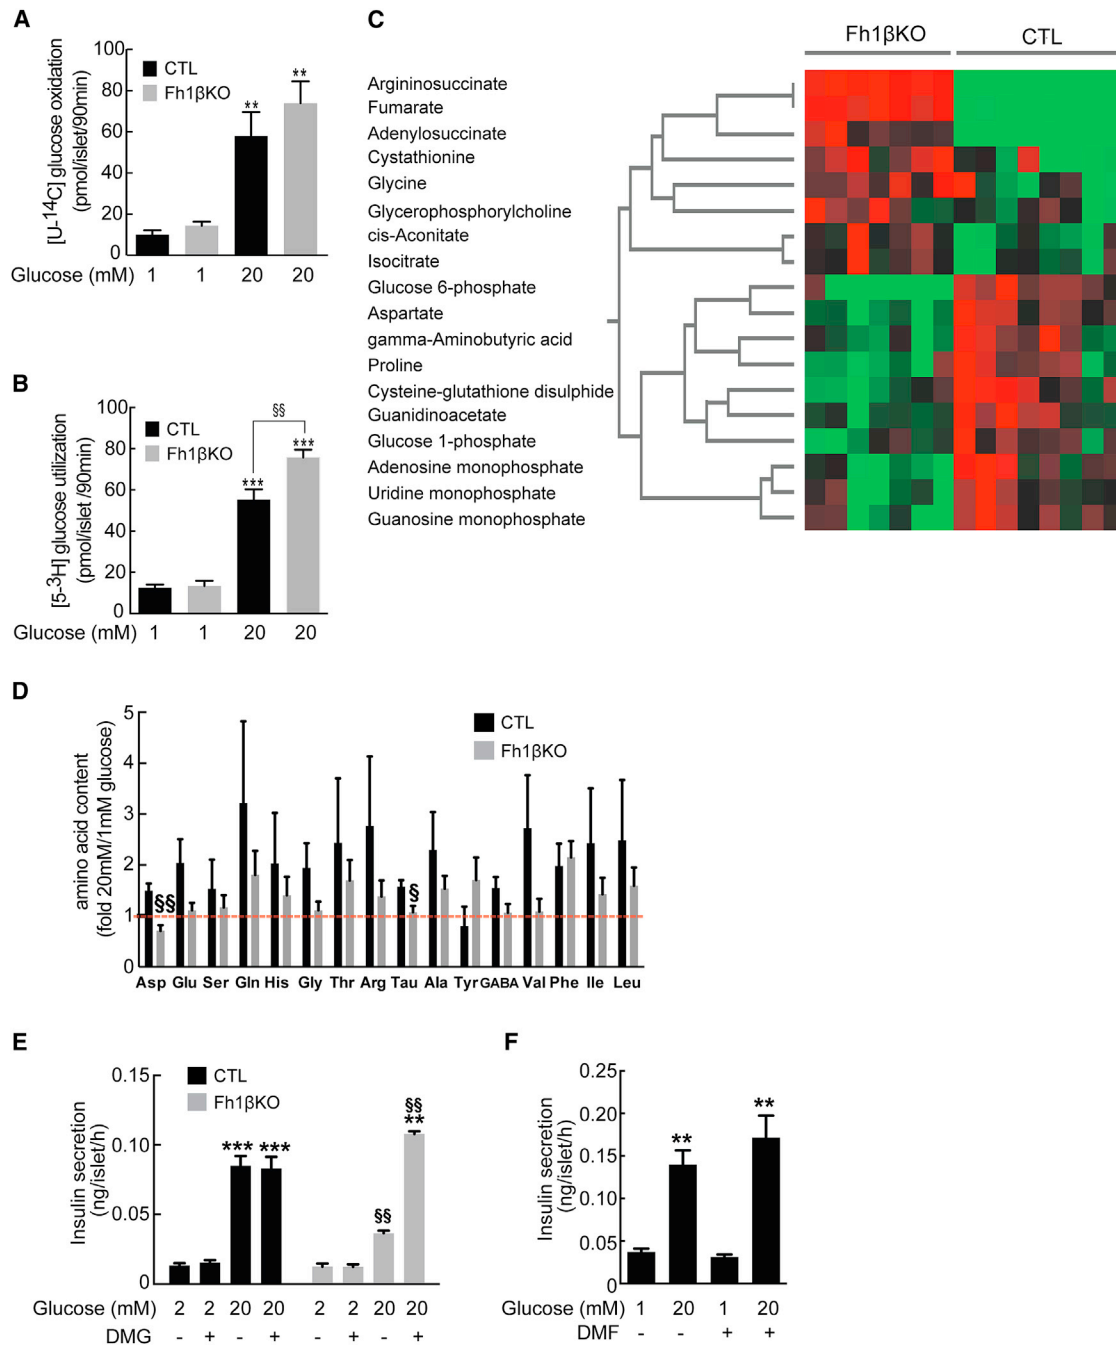 A
[U-14C] glucose oxidation
(pmol/islet/90min)
100
80
60
40
20
0
CTL
Fh1βKO
**
**
Glucose (mM) 1 1 20 20
B
[5-3H] glucose utilization
(pmol/islet /90min)
100
80
60
40
20
0
CTL
Fh1βKO
§§
***
***
Glucose (mM) 1 1 20 20
C
Fh1βKO CTL
Argininosuccinate
Fumarate
Adenylosuccinate
Cystathionine
Glycine
Glycerophosphorylcholine
cis-Aconitate
Isocitrate
Glucose 6-phosphate
Aspartate
gamma-Aminobutyric acid
Proline
Cysteine-glutathione disulphide
Guanidinoacetate
Glucose 1-phosphate
Adenosine monophosphate
Uridine monophosphate
Guanosine monophosphate
D
amino acid content
(fold 20mM/1mM glucose)
5
4
3
2
1
0
CTL
Fh1βKO
§§
§
Asp Glu Ser Gln His Gly Thr Arg Tau Ala Tyr GABA Val Phe Ile Leu
E
Insulin secretion
(ng/islet/h)
0.15
0.10
0.05
0
CTL
Fh1βKO
*** ***
§§
§§
**
Glucose (mM) 2 2 20 20 2 2 20 20
DMG - + - + - + - +
F
Insulin secretion
(ng/islet/h)
0.25
0.20
0.15
0.10
0.05
0
**
**
Glucose (mM) 1 20 1 20
DMF - - + +